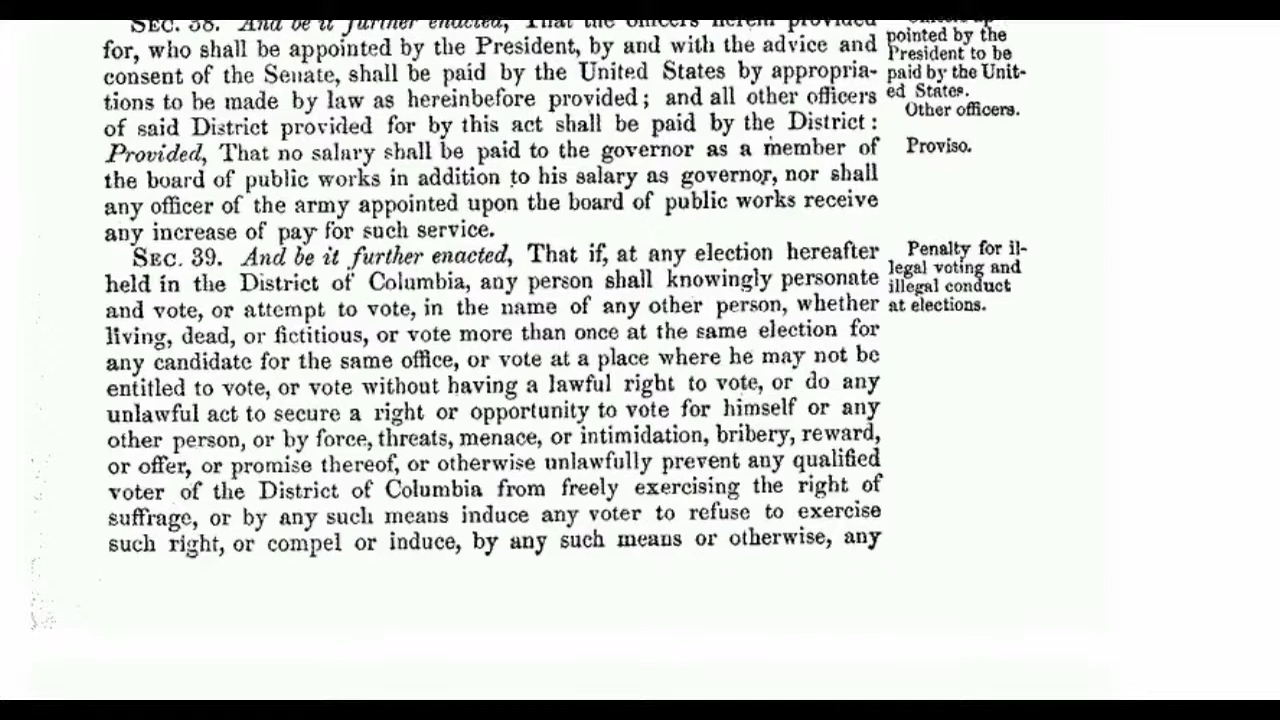 SEC. 38. And be it further enacted, That the officers herein provided
for, who shall be appointed by the President, by and with the advice and
consent of the Senate, shall be paid by the United States by appropria-
tions to be made by law as hereinbefore provided; and all other officers
of said District provided for by this act shall be paid by the District:
Provided, That no salary shall be paid to the governor as a member of
the board of public works in addition to his salary as governor, nor shall
any officer of the army appointed upon the board of public works receive
any increase of pay for such service.
SEC. 39. And be it further enacted, That if, at any election hereafter
held in the District of Columbia, any person shall knowingly personate
and vote, or attempt to vote, in the name of any other person, whether
living, dead, or fictitious, or vote more than once at the same election for
any candidate for the same office, or vote at a place where he may not be
entitled to vote, or vote without having a lawful right to vote, or do any
unlawful act to secure a right or opportunity to vote for himself or any
other person, or by force, threats, menace, or intimidation, bribery, reward,
or offer, or promise thereof, or otherwise unlawfully prevent any qualified
voter of the District of Columbia from freely exercising the right of
suffrage, or by any such means induce any voter to refuse to exercise
such right, or compel or induce, by any such means or otherwise, any
pointed by the
President to be
paid by the Unit-
ed States.
Other officers.
Proviso.
Penalty for il-
legal voting and
illegal conduct
at elections.